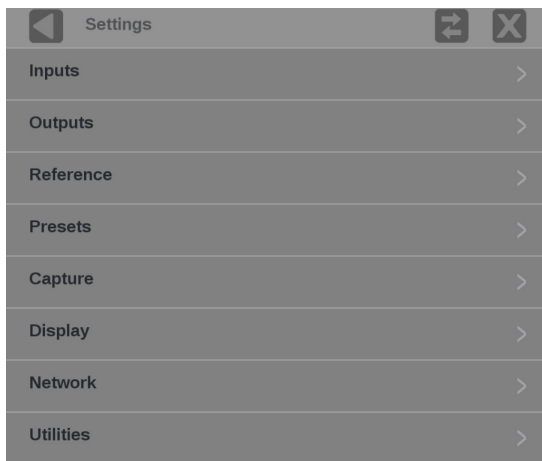 Settings
Inputs
Outputs
Reference
Presets
Capture
Display
Network
Utilities